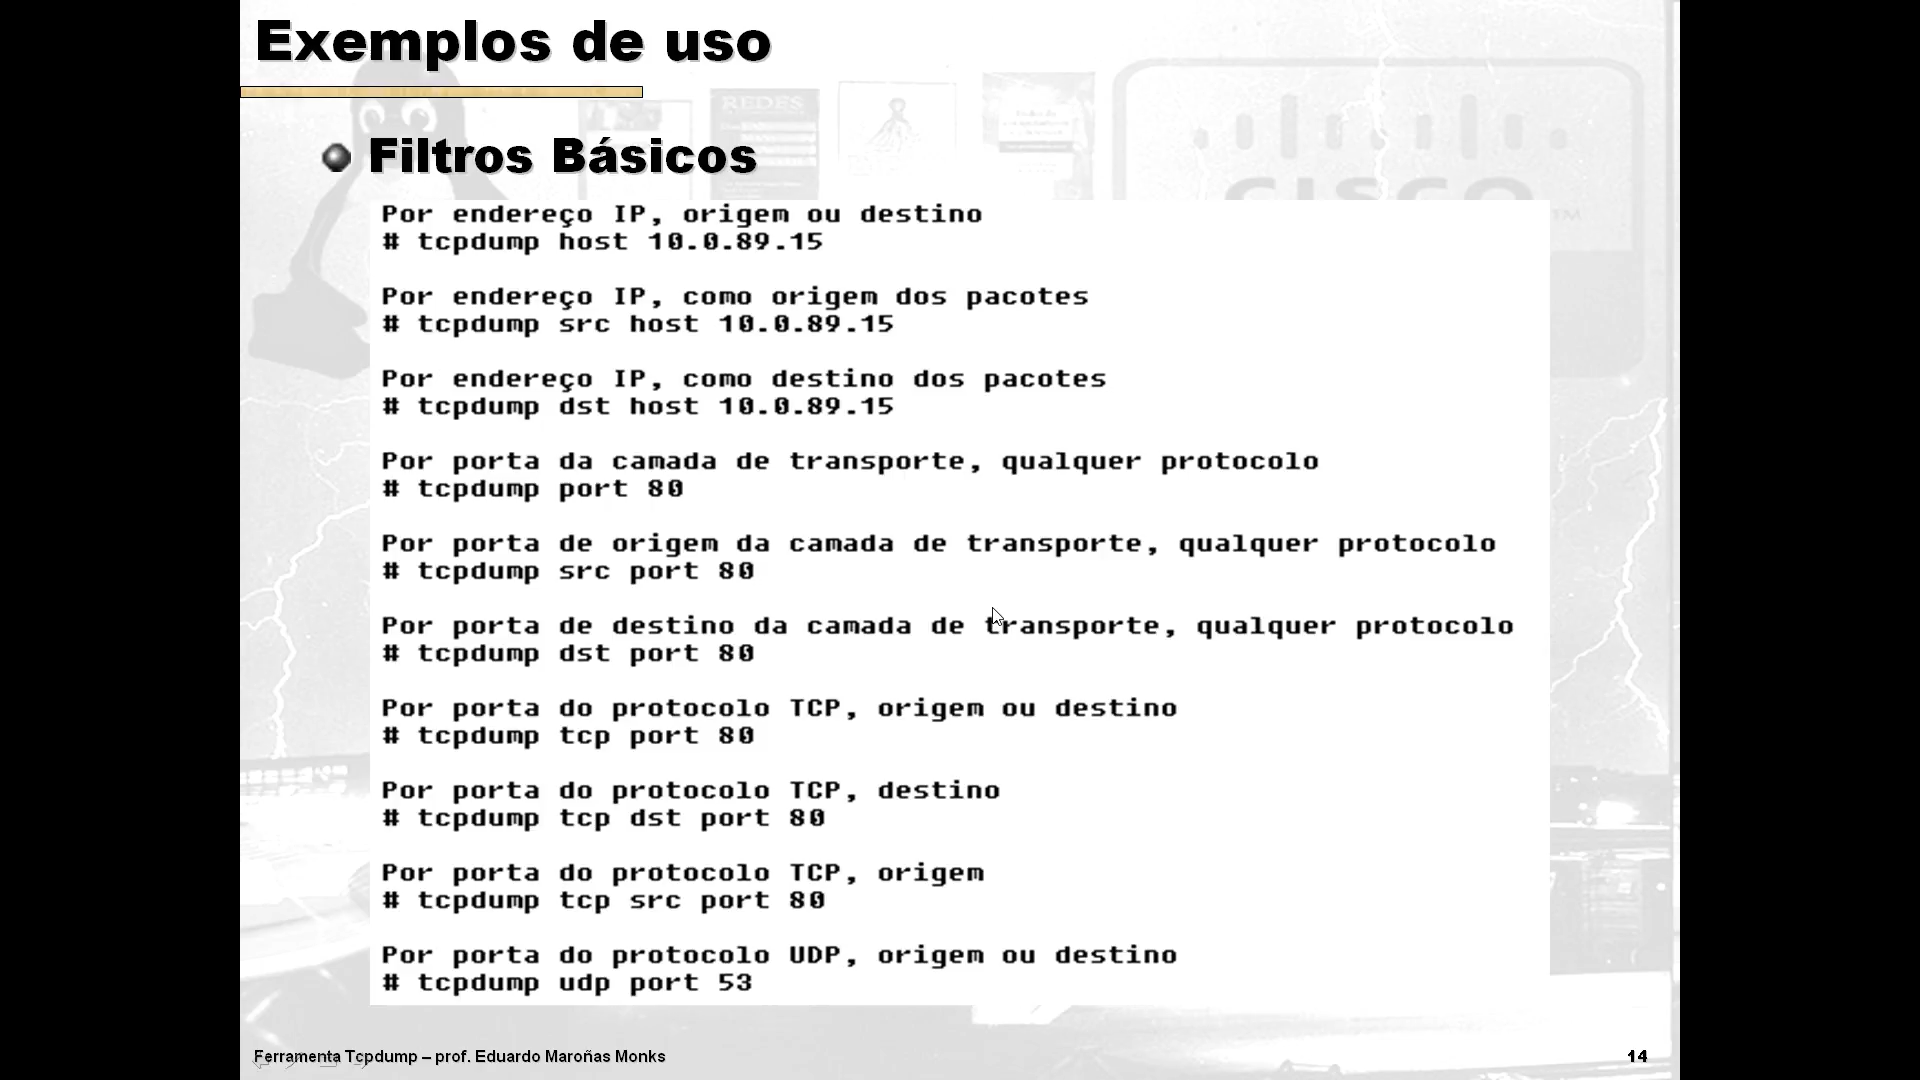 Exemplos de uso
REDES
CISCO
TM
Filtros Básicos
Por endereço IP, origem ou destino
# tcpdump host 10.0.89.15
Por endereço IP, como origem dos pacotes
# tcpdump src host 10.0.89.15
Por endereço IP, como destino dos pacotes
# tcpdump dst host 10.0.89.15
Por porta da camada de transporte, qualquer protocolo
# tcpdump port 80
Por porta de origem da camada de transporte, qualquer protocolo
# tcpdump src port 80
Por porta de destino da camada de transporte, qualquer protocolo
# tcpdump dst port 80
Por porta do protocolo TCP, origem ou destino
# tcpdump tcp port 80
Por porta do protocolo TCP, destino
# tcpdump tcp dst port 80
Por porta do protocolo TCP, origem
# tcpdump tcp src port 80
Por porta do protocolo UDP, origem ou destino
# tcpdump udp port 53
Ferramenta Tcpdump – prof. Eduardo Maroñas Monks
14